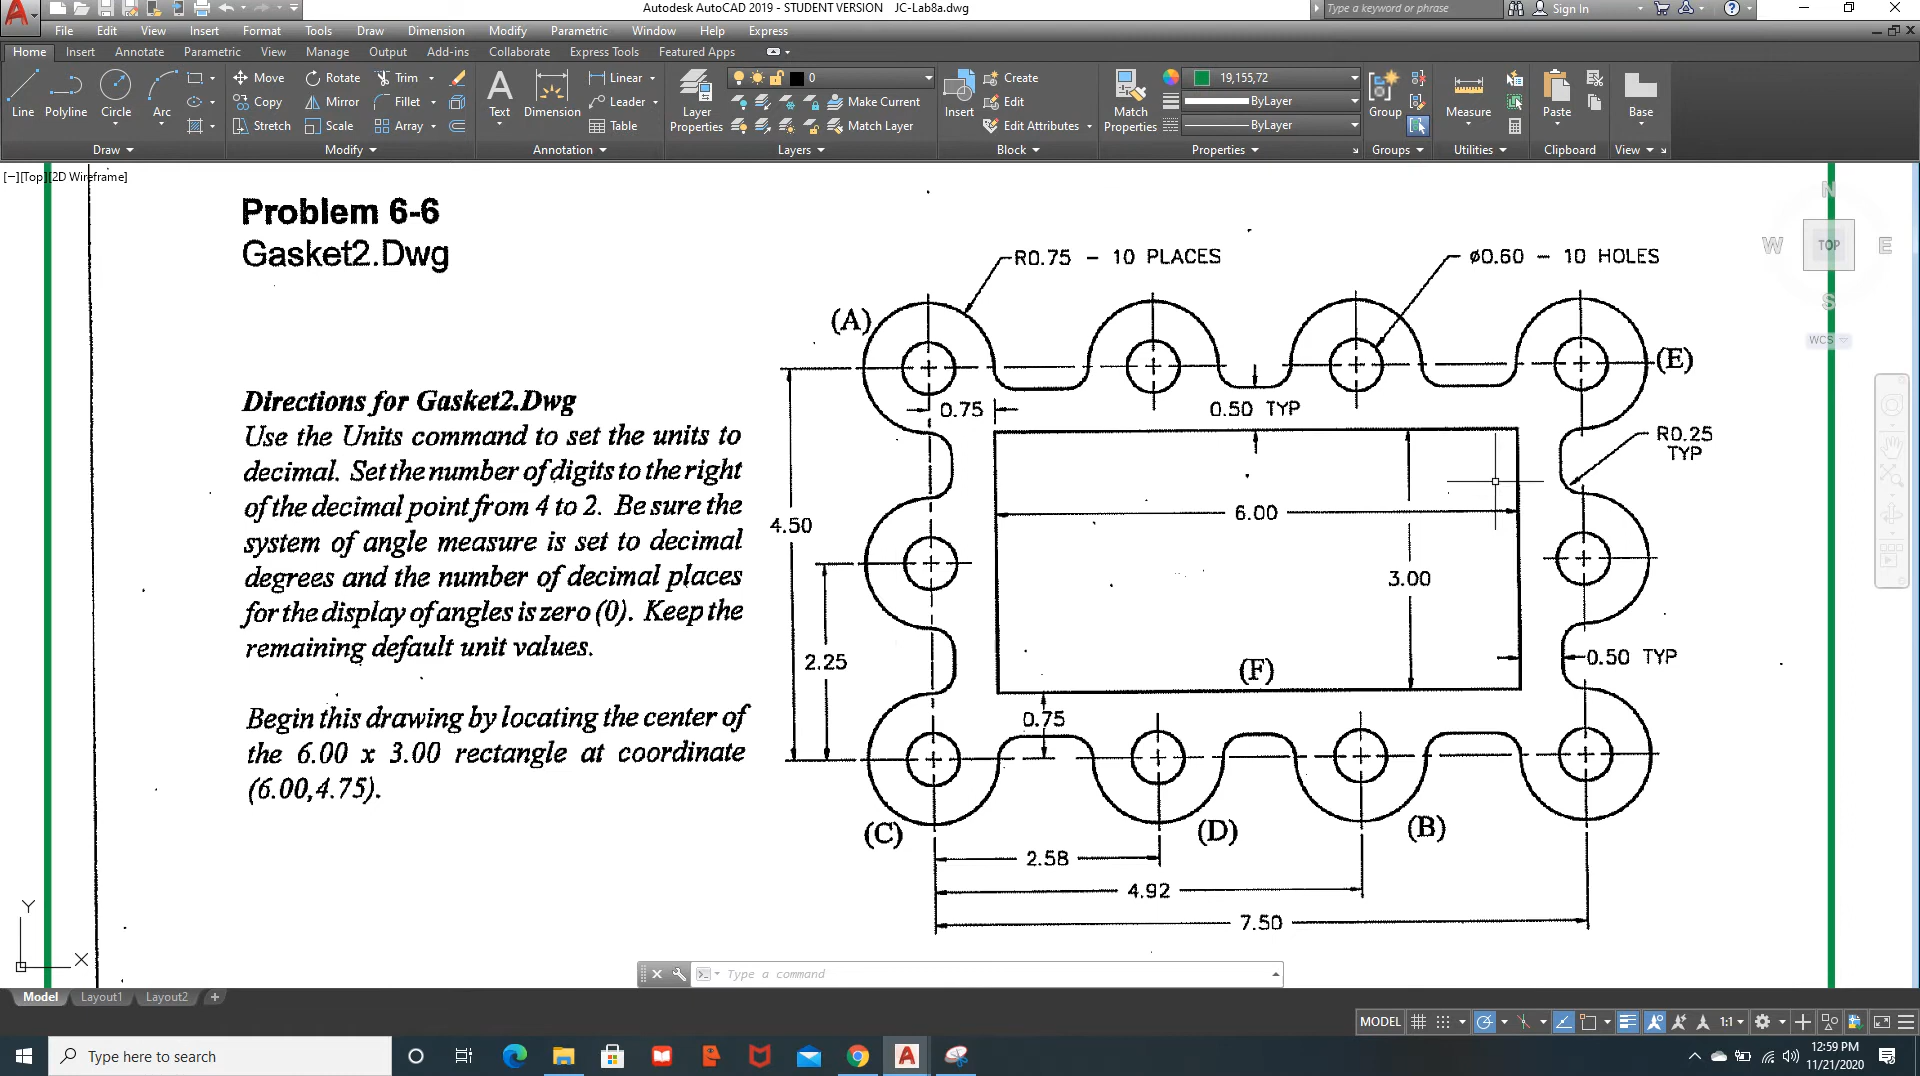 Autodesk AutoCAD 2019 - STUDENT VERSION JC-Lab8a.dwg
Type a keyword or phrase
Sign In
File Edit View Insert Format Tools Draw Dimension Modify Parametric Window Help Express
Home Insert Annotate Parametric View Manage Output Add-ins Collaborate Express Tools Featured Apps
Line
Polyline
Circle
Arc
Move
Rotate
Trim
Copy
Mirror
Fillet
Stretch
Scale
Array
Text
Dimension
Linear
Leader
Table
Layer Properties
0
Make Current
Match Layer
Insert
Create
Edit
Edit Attributes
Match Properties
19,155,72
ByLayer
ByLayer
Group
Measure
Paste
Base
Draw
Modify
Annotation
Layers
Block
Properties
Groups
Utilities
Clipboard
View
[−][Top][2D Wireframe]
Problem 6-6
Gasket2.Dwg
Directions for Gasket2.Dwg
Use the Units command to set the units to
decimal. Set the number of digits to the right
of the decimal point from 4 to 2. Be sure the
system of angle measure is set to decimal
degrees and the number of decimal places
for the display of angles is zero (0). Keep the
remaining default unit values.
Begin this drawing by locating the center of
the 6.00 x 3.00 rectangle at coordinate
(6.00,4.75).
R0.75 - 10 PLACES
Ø0.60 - 10 HOLES
(A)
(E)
0.75
0.50 TYP
R0.25
TYP
4.50
6.00
3.00
2.25
0.50 TYP
(F)
0.75
(C)
(D)
(B)
2.58
4.92
7.50
N
W
TOP
E
S
WCS
Y
X
Type a command
Model Layout1 Layout2 +
MODEL
1:1
Type here to search
12:59 PM
11/21/2020